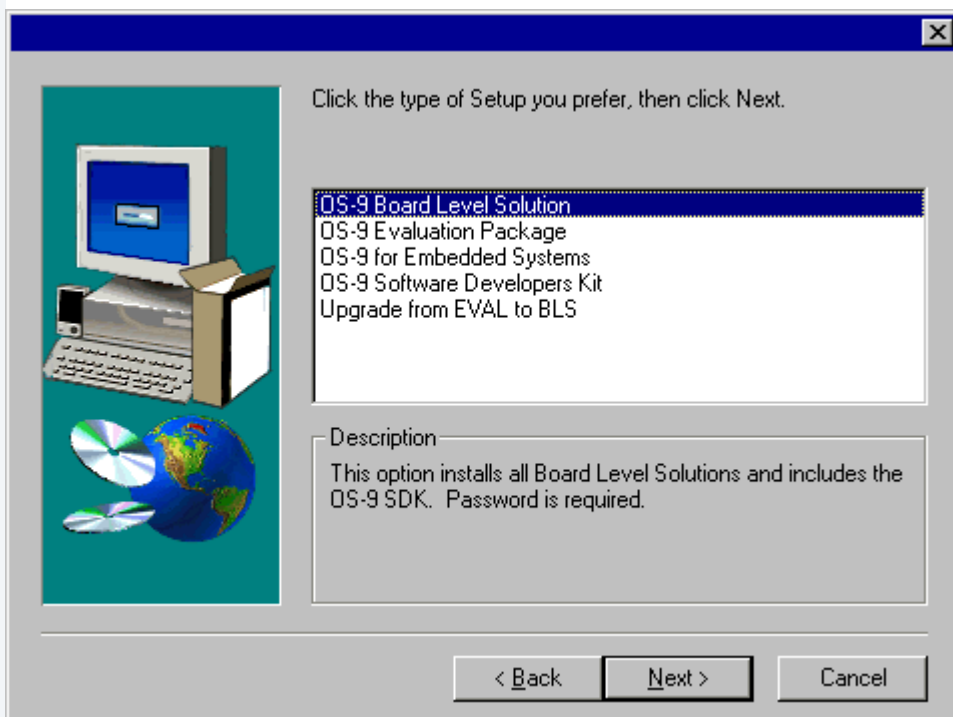 Click the type of Setup you prefer, then click Next.
OS-9 Board Level Solution
OS-9 Evaluation Package
OS-9 for Embedded Systems
OS-9 Software Developers Kit
Upgrade from EVAL to BLS
Description
This option installs all Board Level Solutions and includes the
OS-9 SDK.  Password is required.
< Back
Next >
Cancel